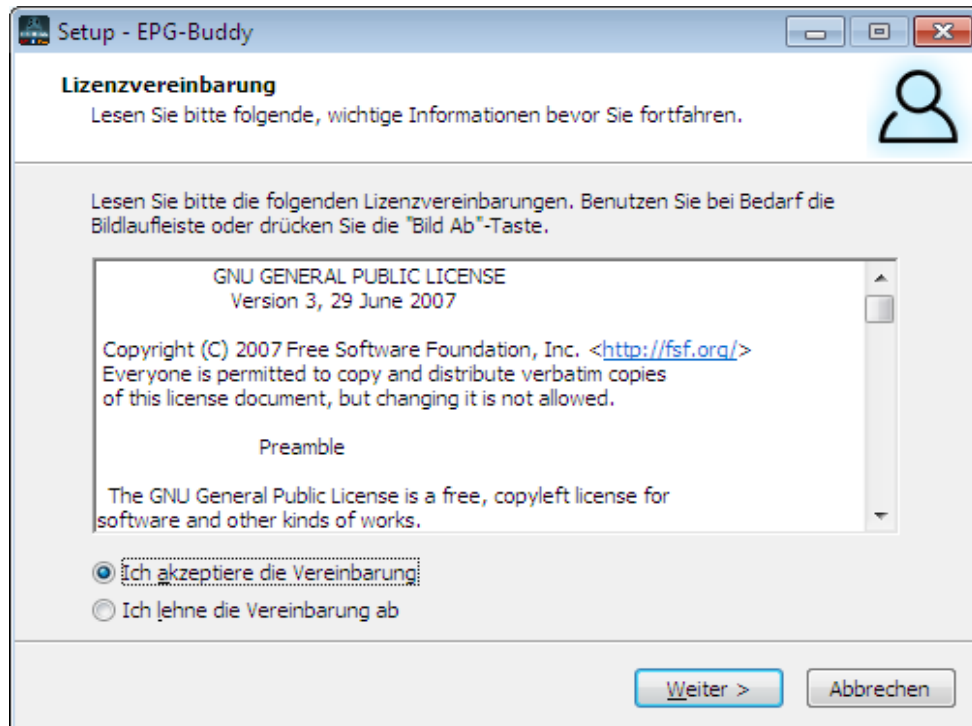 Setup - EPG-Buddy
Lizenzvereinbarung
Lesen Sie bitte folgende, wichtige Informationen bevor Sie fortfahren.
Lesen Sie bitte die folgenden Lizenzvereinbarungen. Benutzen Sie bei Bedarf die
Bildlaufleiste oder drücken Sie die "Bild Ab"-Taste.
GNU GENERAL PUBLIC LICENSE
Version 3, 29 June 2007
Copyright (C) 2007 Free Software Foundation, Inc. <http://fsf.org/>
Everyone is permitted to copy and distribute verbatim copies
of this license document, but changing it is not allowed.
Preamble
The GNU General Public License is a free, copyleft license for
software and other kinds of works.
Ich akzeptiere die Vereinbarung
Ich lehne die Vereinbarung ab
Weiter >
Abbrechen